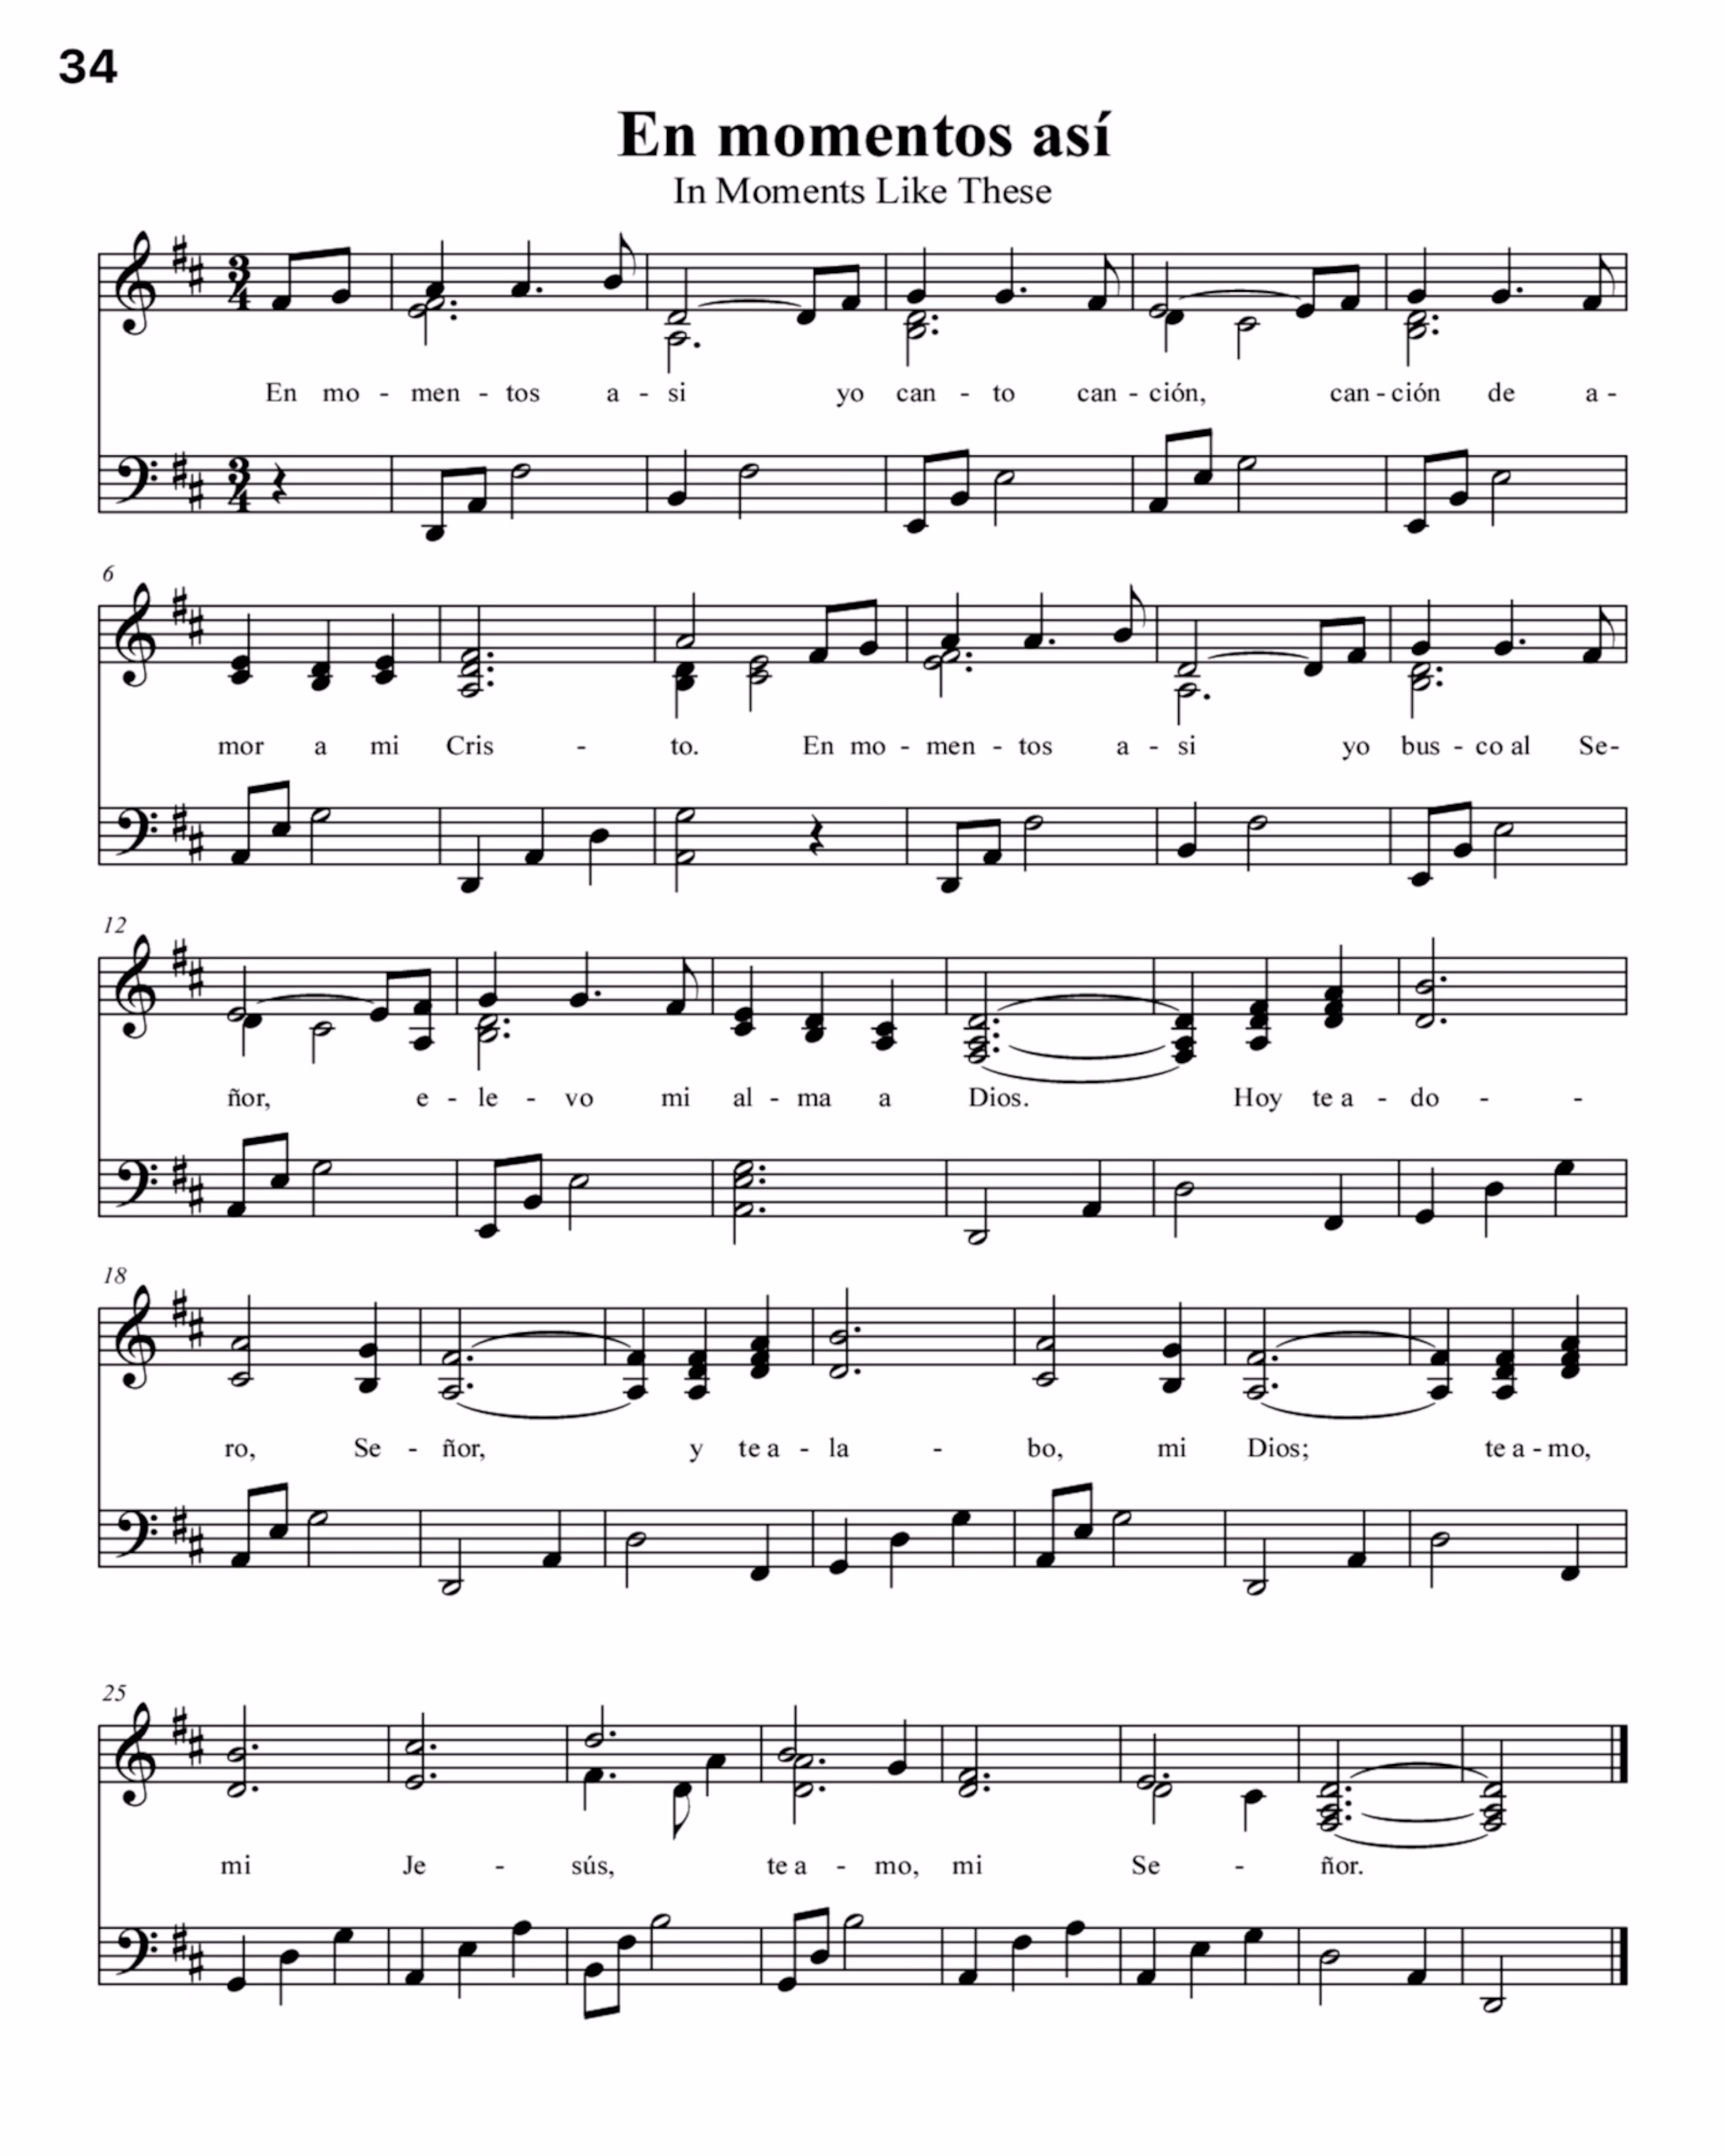 34
En momentos así
In Moments Like These
En mo - men - tos a - si yo can - to can - ción, can - ción de a -
6
mor a mi Cris - to. En mo - men - tos a - si yo bus - co al Se-
12
ñor, e - le - vo mi al - ma a Dios. Hoy te a - do - -
18
ro, Se - ñor, y te a - la - bo, mi Dios; te a - mo,
25
mi Je - sús, te a - mo, mi Se - ñor.